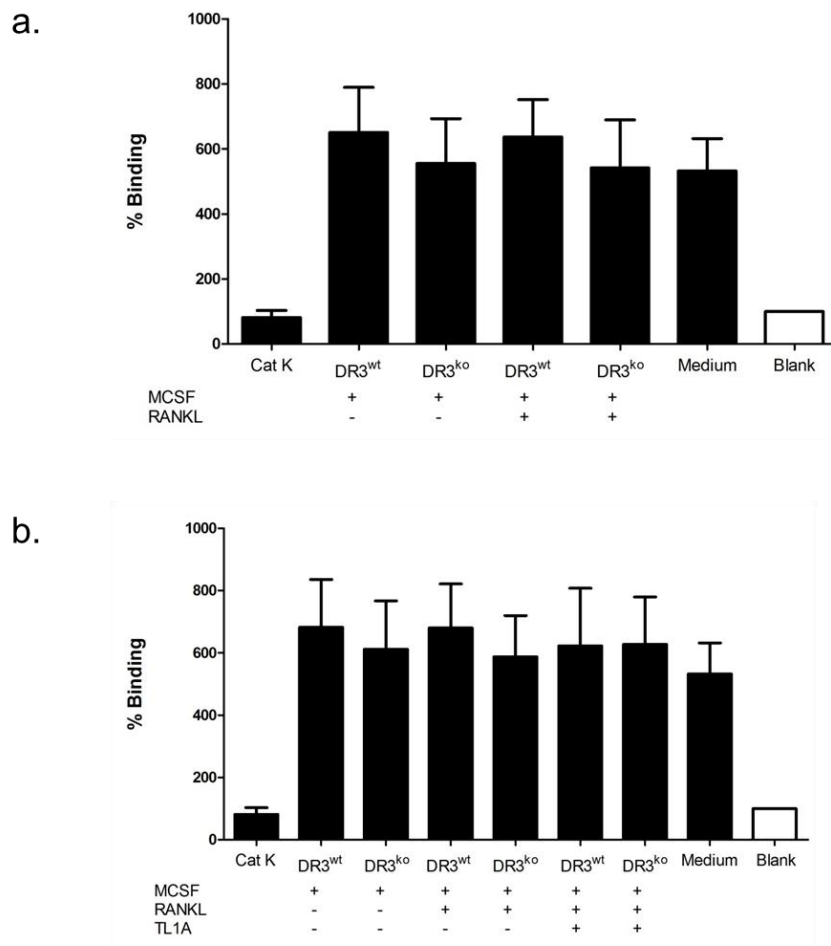 a.
1000
800
600
400
200
0
% Binding
Cat K DR3ʷᵗ DR3ᵏᵒ DR3ʷᵗ DR3ᵏᵒ Medium Blank
MCSF + + + +
RANKL - - + +
b.
1000
800
600
400
200
0
% Binding
Cat K DR3ʷᵗ DR3ᵏᵒ DR3ʷᵗ DR3ᵏᵒ DR3ʷᵗ DR3ᵏᵒ Medium Blank
MCSF + + + + + +
RANKL - - + + + +
TL1A - - - - + +